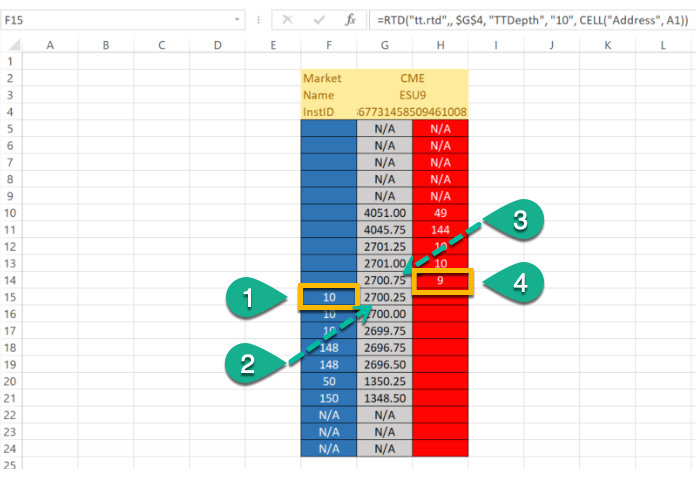 F15 fx =RTD("tt.rtd",, $G$4, "TTDepth", "10", CELL("Address", A1))
A B C D E F G H I J K L
1
2 Market CME
3 Name ESU9
4 InstID 67731458509461008
5 N/A N/A
6 N/A N/A
7 N/A N/A
8 N/A N/A
9 N/A N/A
10 4051.00 49
11 4045.75 144
12 2701.25 10
13 2701.00 10
14 2700.75 9
15 10 2700.25
16 10 2700.00
17 10 2699.75
18 148 2696.75
19 148 2696.50
20 50 1350.25
21 150 1348.50
22 N/A N/A
23 N/A N/A
24 N/A N/A
25
1
2
3
4